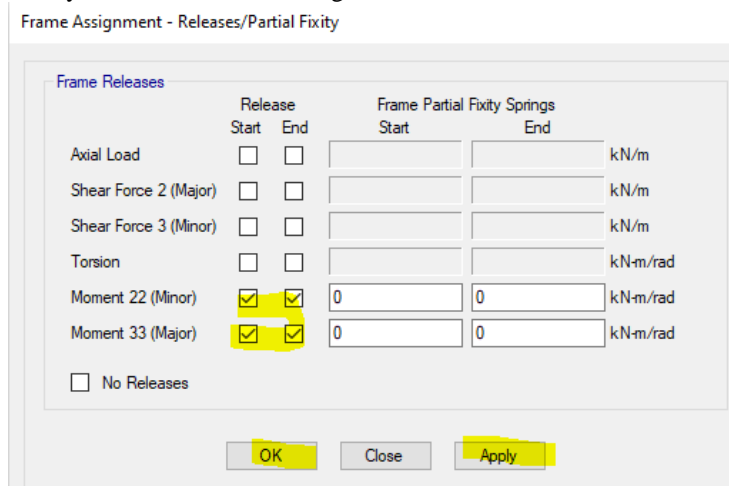 Frame Assignment - Releases/Partial Fixity
Frame Releases
Release Frame Partial Fixity Springs
Start End Start End
Axial Load kN/m
Shear Force 2 (Major) kN/m
Shear Force 3 (Minor) kN/m
Torsion kN-m/rad
Moment 22 (Minor) 0 0 kN-m/rad
Moment 33 (Major) 0 0 kN-m/rad
No Releases
OK Close Apply